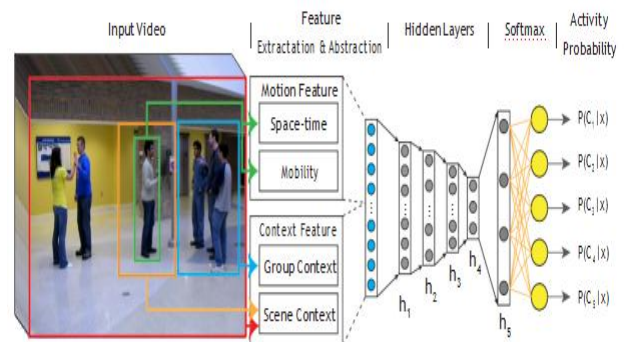 Input Video
Feature
Extractation & Abstraction
Hidden Layers
Softmax
Activity
Probability
Motion Feature
Space-time
Mobility
Context Feature
Group Context
Scene Context
h1
h2
h3
h4
h5
P(C1|x)
P(C2|x)
P(C3|x)
P(C4|x)
P(C5|x)